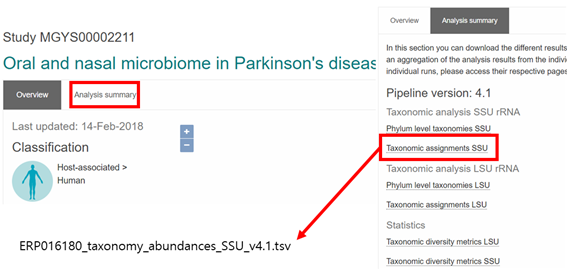 Study MGYS00002211
Oral and nasal microbiome in Parkinson's diseas
Overview
Analysis summary
Last updated: 14-Feb-2018
+
−
Classification
Host-associated >
Human
ERP016180_taxonomy_abundances_SSU_v4.1.tsv
Overview
Analysis summary
In this section you can download the different results
an aggregation of the analysis results from the individ
individual runs, please access their respective pages
Pipeline version: 4.1
Taxonomic analysis SSU rRNA
Phylum level taxonomies SSU
Taxonomic assignments SSU
Taxonomic analysis LSU rRNA
Phylum level taxonomies LSU
Taxonomic assignments LSU
Statistics
Taxonomic diversity metrics LSU
Taxonomic diversity metrics SSU